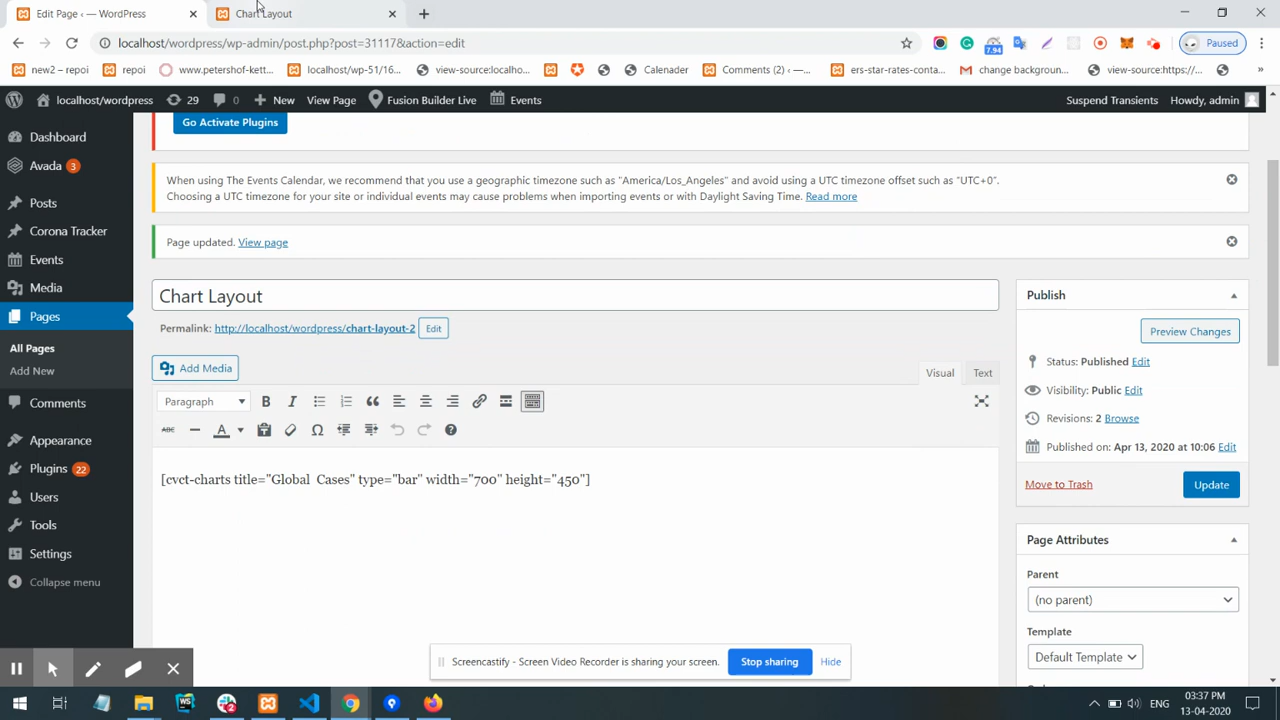 Edit Page ‹ — WordPress
Chart Layout
localhost/wordpress/wp-admin/post.php?post=31117&action=edit
7.94
Paused
new2 – repoi
repoi
www.petershof-kett...
localhost/wp-51/16...
view-source:localho...
Calenader
Comments (2) ‹ —...
ers-star-rates-conta...
change backgroun...
view-source:https://...
localhost/wordpress
29
0
New
View Page
Fusion Builder Live
Events
Suspend Transients
Howdy, admin
Dashboard
Avada 3
Posts
Corona Tracker
Events
Media
Pages
All Pages
Add New
Comments
Appearance
Plugins 22
Users
Tools
Settings
Collapse menu
Go Activate Plugins
When using The Events Calendar, we recommend that you use a geographic timezone such as "America/Los_Angeles" and avoid using a UTC timezone offset such as "UTC+0".
Choosing a UTC timezone for your site or individual events may cause problems when importing events or with Daylight Saving Time. Read more
Page updated. View page
Chart Layout
Permalink: http://localhost/wordpress/chart-layout-2 Edit
Add Media
Visual
Text
Paragraph
B
I
ABC
A
[cvct-charts title="Global Cases" type="bar" width="700" height="450"]
Publish
Preview Changes
Status: Published Edit
Visibility: Public Edit
Revisions: 2 Browse
Published on: Apr 13, 2020 at 10:06 Edit
Move to Trash
Update
Page Attributes
Parent
(no parent)
Template
Default Template
Screencastify - Screen Video Recorder is sharing your screen.
Stop sharing
Hide
WS
ENG
03:37 PM
13-04-2020